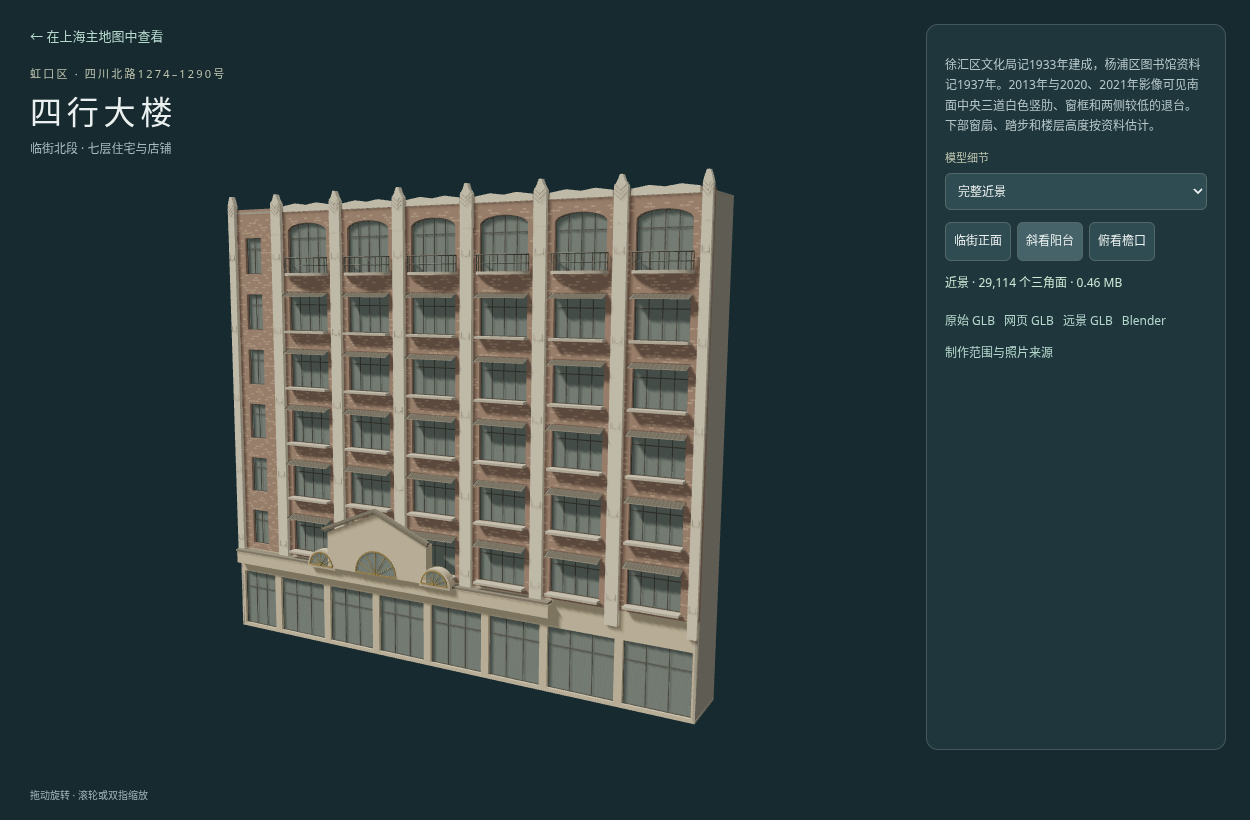 ← 在上海主地图中查看
虹口区 · 四川北路1274–1290号
四行大楼
临街北段 · 七层住宅与店铺
徐汇区文化局记1933年建成，杨浦区图书馆资料
记1937年。2013年与2020、2021年影像可见南
面中央三道白色竖肋、窗框和两侧较低的退台。
下部窗扇、踏步和楼层高度按资料估计。
模型细节
完整近景
临街正面 斜看阳台 俯看檐口
近景 · 29,114 个三角面 · 0.46 MB
原始 GLB 网页 GLB 远景 GLB Blender
制作范围与照片来源
拖动旋转 · 滚轮或双指缩放